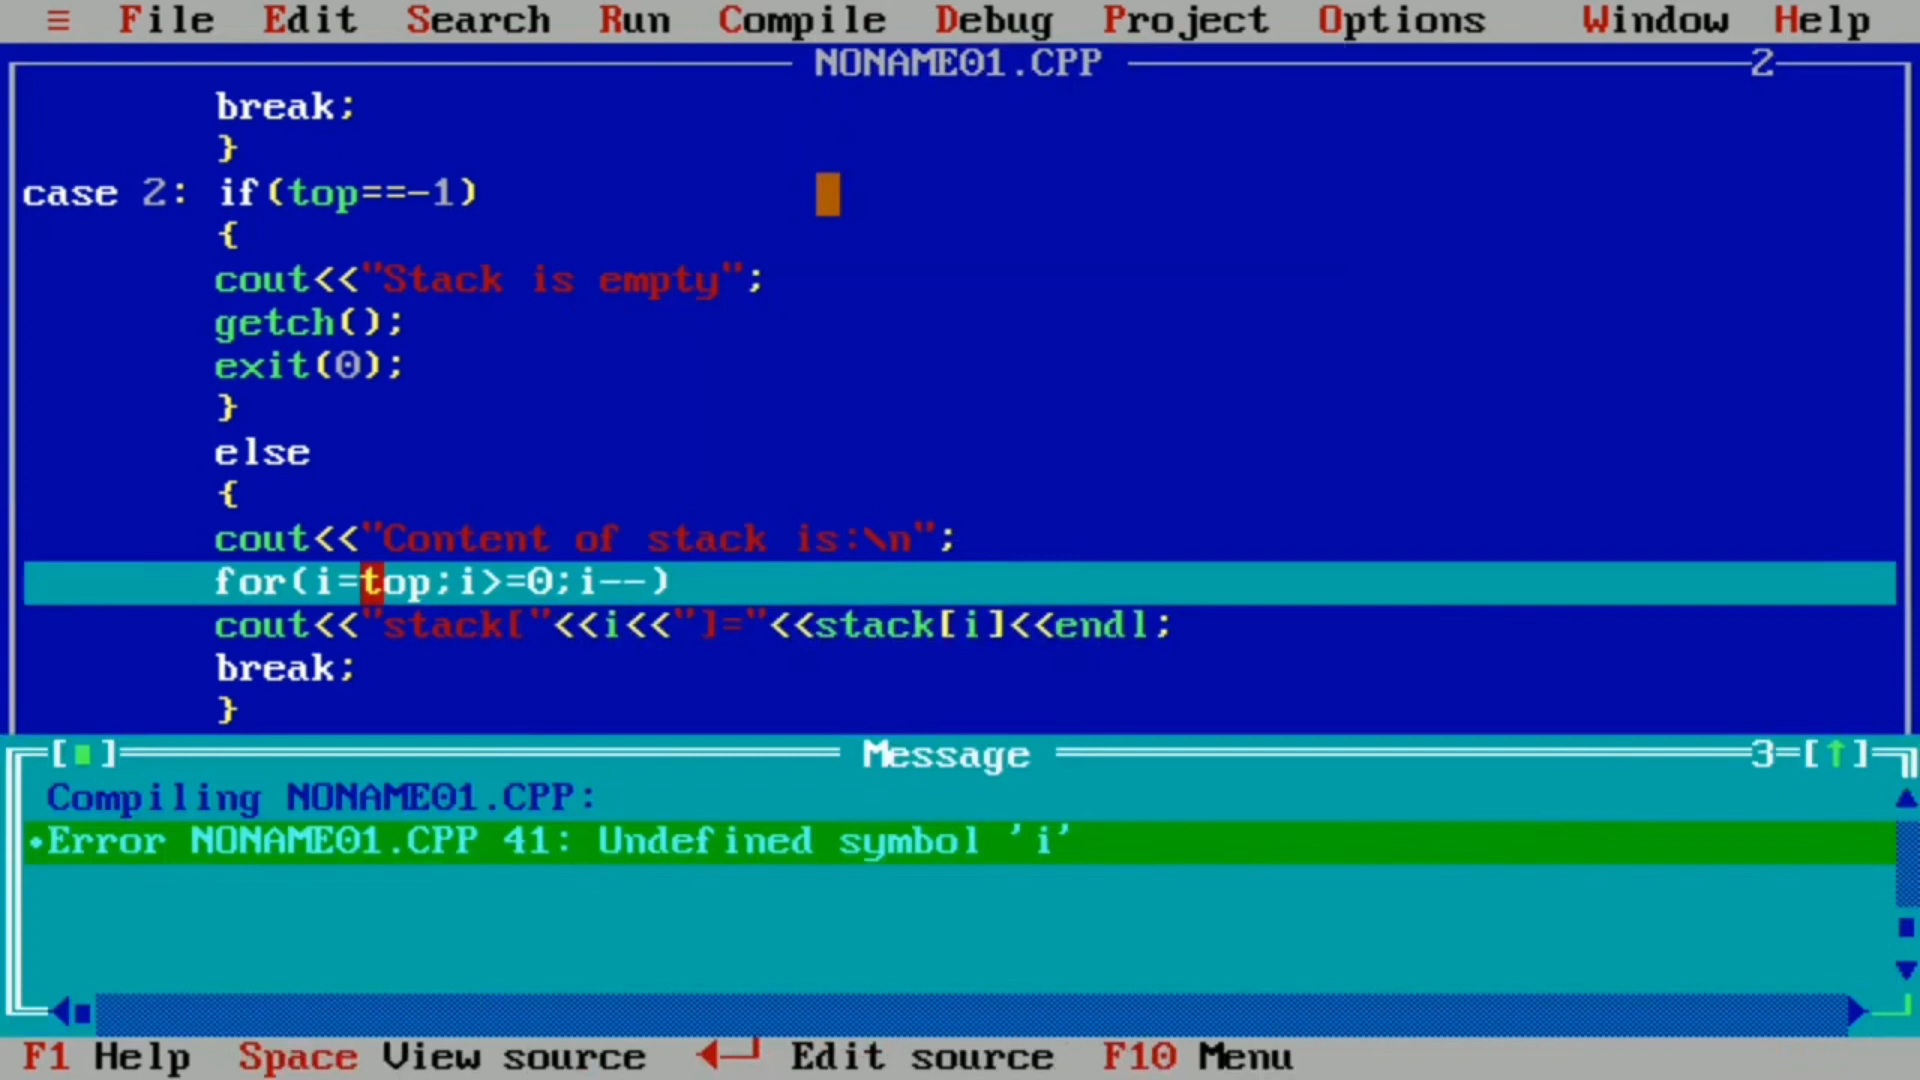 ≡ File Edit Search Run Compile Debug Project Options Window Help
NONAME01.CPP 2
break;
}
case 2: if(top==-1)
{
cout<<"Stack is empty";
getch();
exit(0);
}
else
{
cout<<"Content of stack is:\n";
for(i=top;i>=0;i--)
cout<<"stack["<<i<<"]="<<stack[i]<<endl;
break;
}
[■] Message 3=[↑]
Compiling NONAME01.CPP:
•Error NONAME01.CPP 41: Undefined symbol 'i'
F1 Help Space View source ◄─┘ Edit source F10 Menu